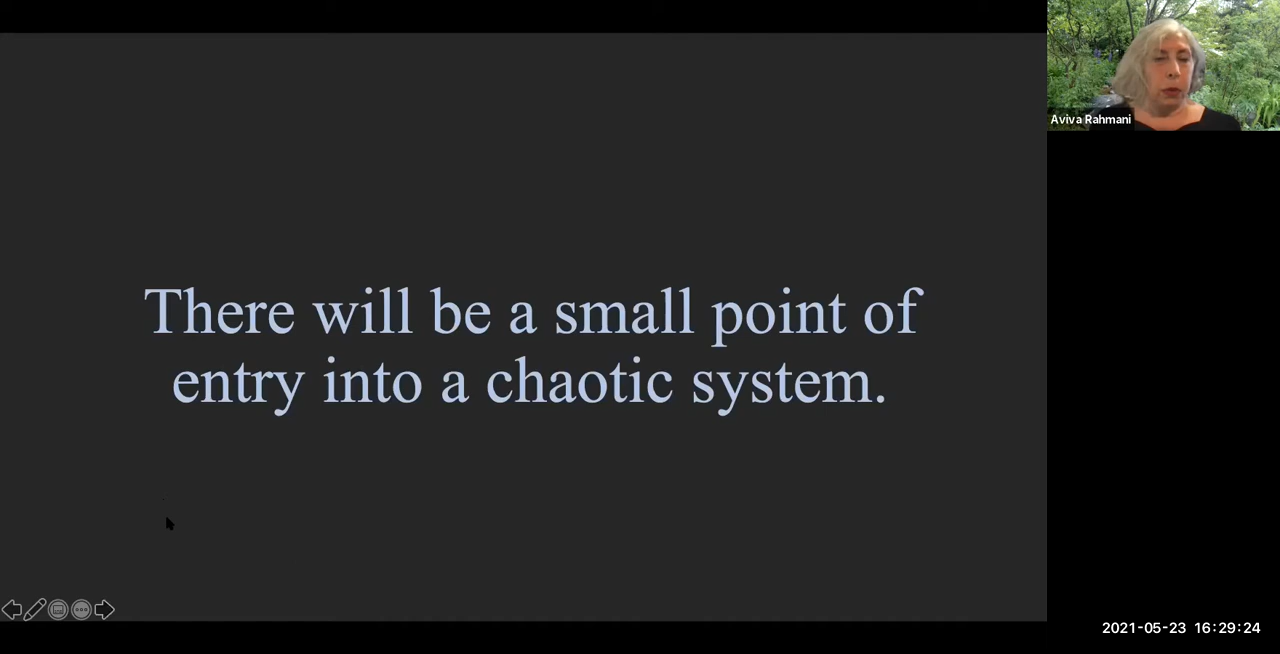 Aviva Rahmani
There will be a small point of
entry into a chaotic system.
2021-05-23 16:29:24